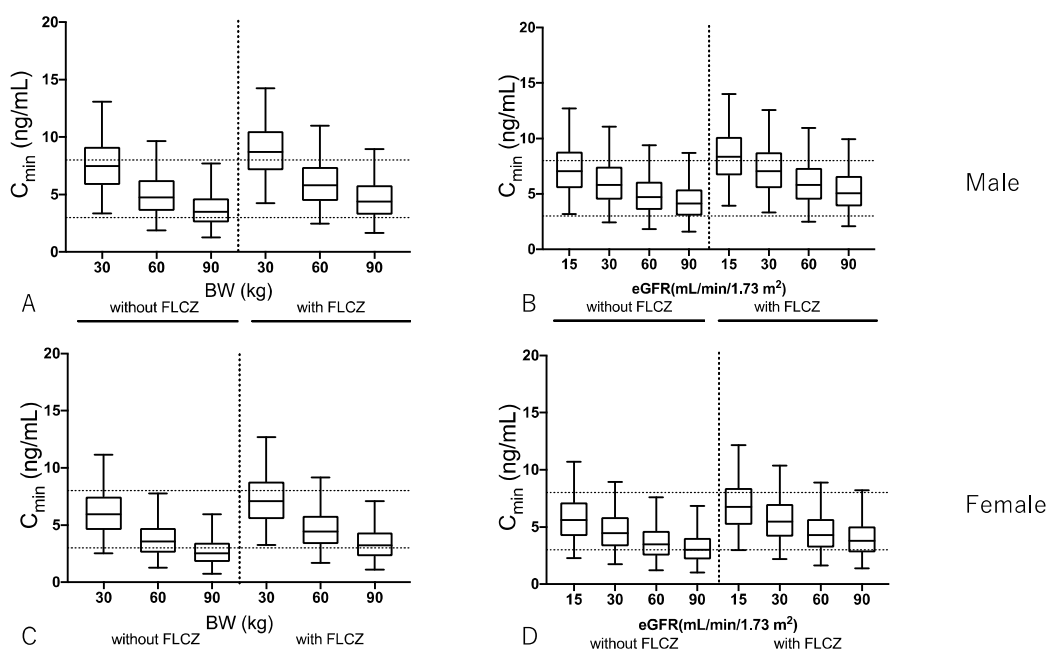 20
15
10
5
0
C_min (ng/mL)
30 60 90 30 60 90
BW (kg)
A
without FLCZ with FLCZ
20
15
10
5
0
C_min (ng/mL)
15 30 60 90 15 30 60 90
eGFR(mL/min/1.73 m²)
B
without FLCZ with FLCZ
Male
20
15
10
5
0
C_min (ng/mL)
30 60 90 30 60 90
BW (kg)
C
without FLCZ with FLCZ
20
15
10
5
0
C_min (ng/mL)
15 30 60 90 15 30 60 90
eGFR(mL/min/1.73 m²)
D
without FLCZ with FLCZ
Female